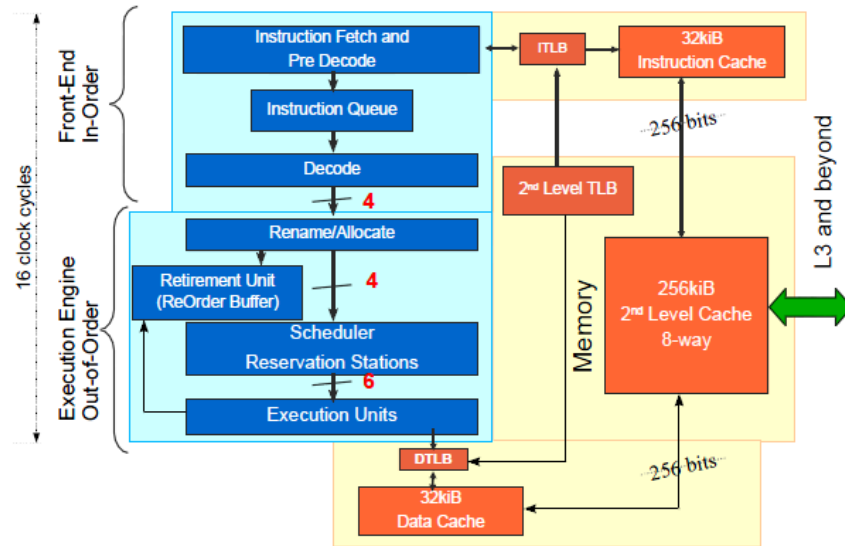 Instruction Fetch and
Pre Decode
ITLB
32kiB
Instruction Cache
Instruction Queue
256 bits
Decode
2nd Level TLB
4
Rename/Allocate
Retirement Unit
(ReOrder Buffer)
4
Scheduler
Reservation Stations
6
Execution Units
256kiB
2nd Level Cache
8-way
DTLB
32kiB
Data Cache
256 bits
Front-End
In-Order
Execution Engine
Out-of-Order
16 clock cycles
Memory
L3 and beyond